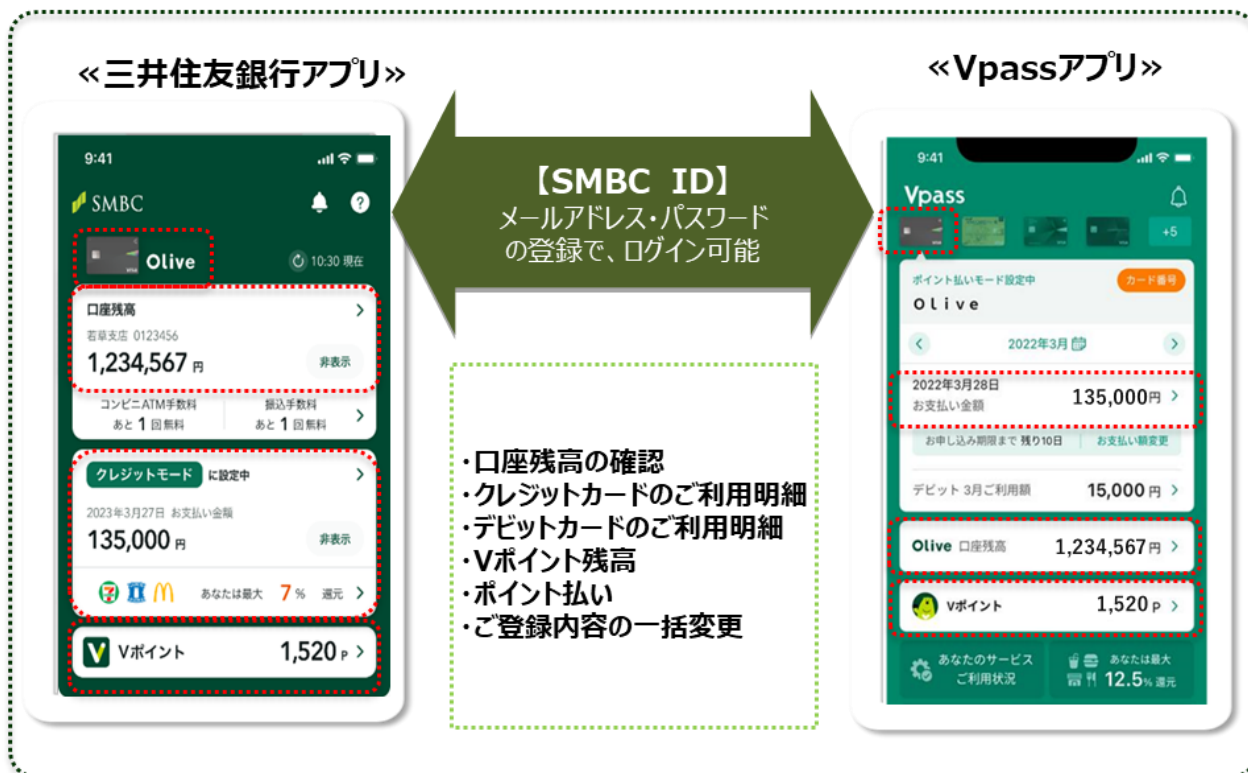 ≪三井住友銀行アプリ≫
9:41
SMBC
?
Olive
10:30 現在
口座残高
若草支店 0123456
1,234,567 円
非表示
コンビニATM手数料
あと 1 回無料
振込手数料
あと 1 回無料
クレジットモード に設定中
2023年3月27日 お支払い金額
135,000 円
非表示
あなたは最大 7 % 還元
V Vポイント 1,520 P
【SMBC ID】
メールアドレス・パスワード
の登録で、ログイン可能
・口座残高の確認
・クレジットカードのご利用明細
・デビットカードのご利用明細
・Vポイント残高
・ポイント払い
・ご登録内容の一括変更
≪Vpassアプリ≫
9:41
Vpass
+5
ポイント払いモード設定中
カード番号
Olive
2022年3月
2022年3月28日
お支払い金額
135,000円
お申し込み期限まで 残り10日
お支払い額変更
デビット 3月ご利用額 15,000 円
Olive 口座残高 1,234,567 円
Vポイント 1,520 P
あなたのサービス
ご利用状況
あなたは最大
12.5% 還元